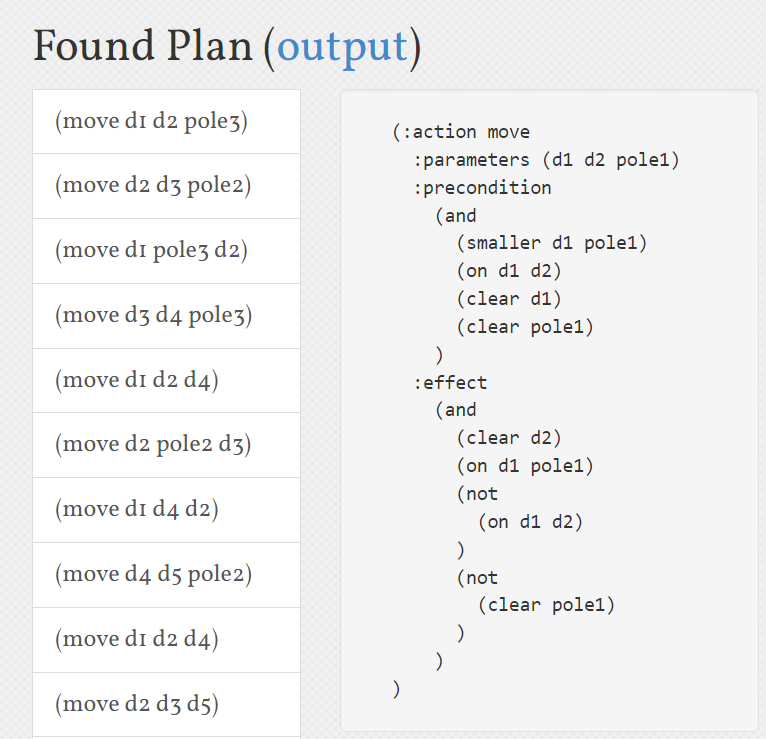 Found Plan (output)
(move d1 d2 pole3)
(move d2 d3 pole2)
(move d1 pole3 d2)
(move d3 d4 pole3)
(move d1 d2 d4)
(move d2 pole2 d3)
(move d1 d4 d2)
(move d4 d5 pole2)
(move d1 d2 d4)
(move d2 d3 d5)
(:action move
:parameters (d1 d2 pole1)
:precondition
(and
(smaller d1 pole1)
(on d1 d2)
(clear d1)
(clear pole1)
)
:effect
(and
(clear d2)
(on d1 pole1)
(not
(on d1 d2)
)
(not
(clear pole1)
)
)
)